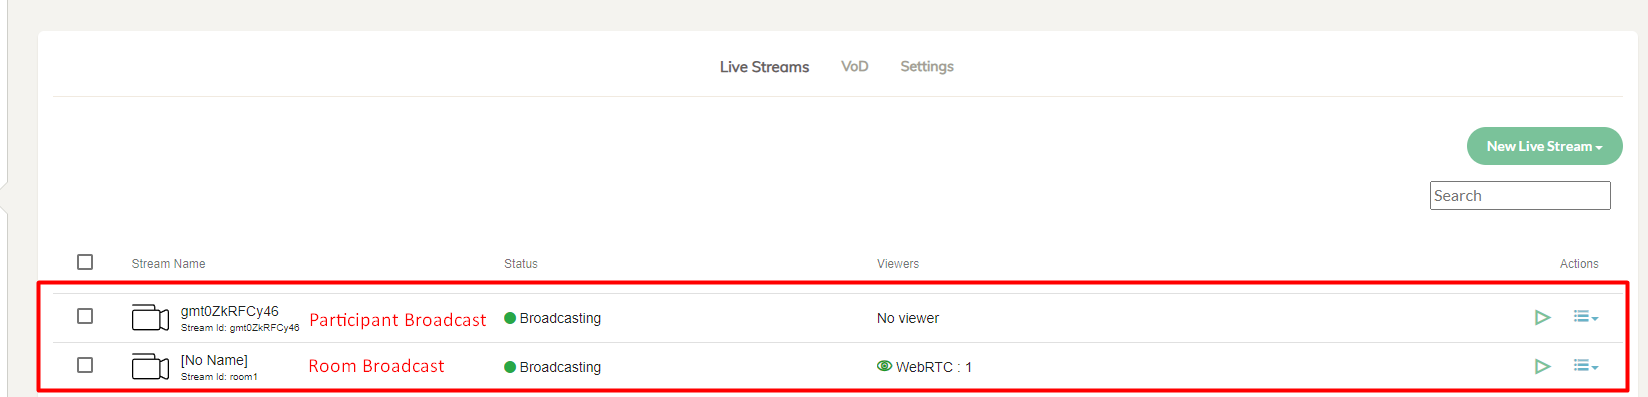 Live Streams VoD Settings
New Live Stream
Search
Stream Name Status Viewers Actions
gmt0ZkRFCy46
Stream Id: gmt0ZkRFCy46
Participant Broadcast
Broadcasting
No viewer
[No Name]
Stream Id: room1
Room Broadcast
Broadcasting
WebRTC : 1